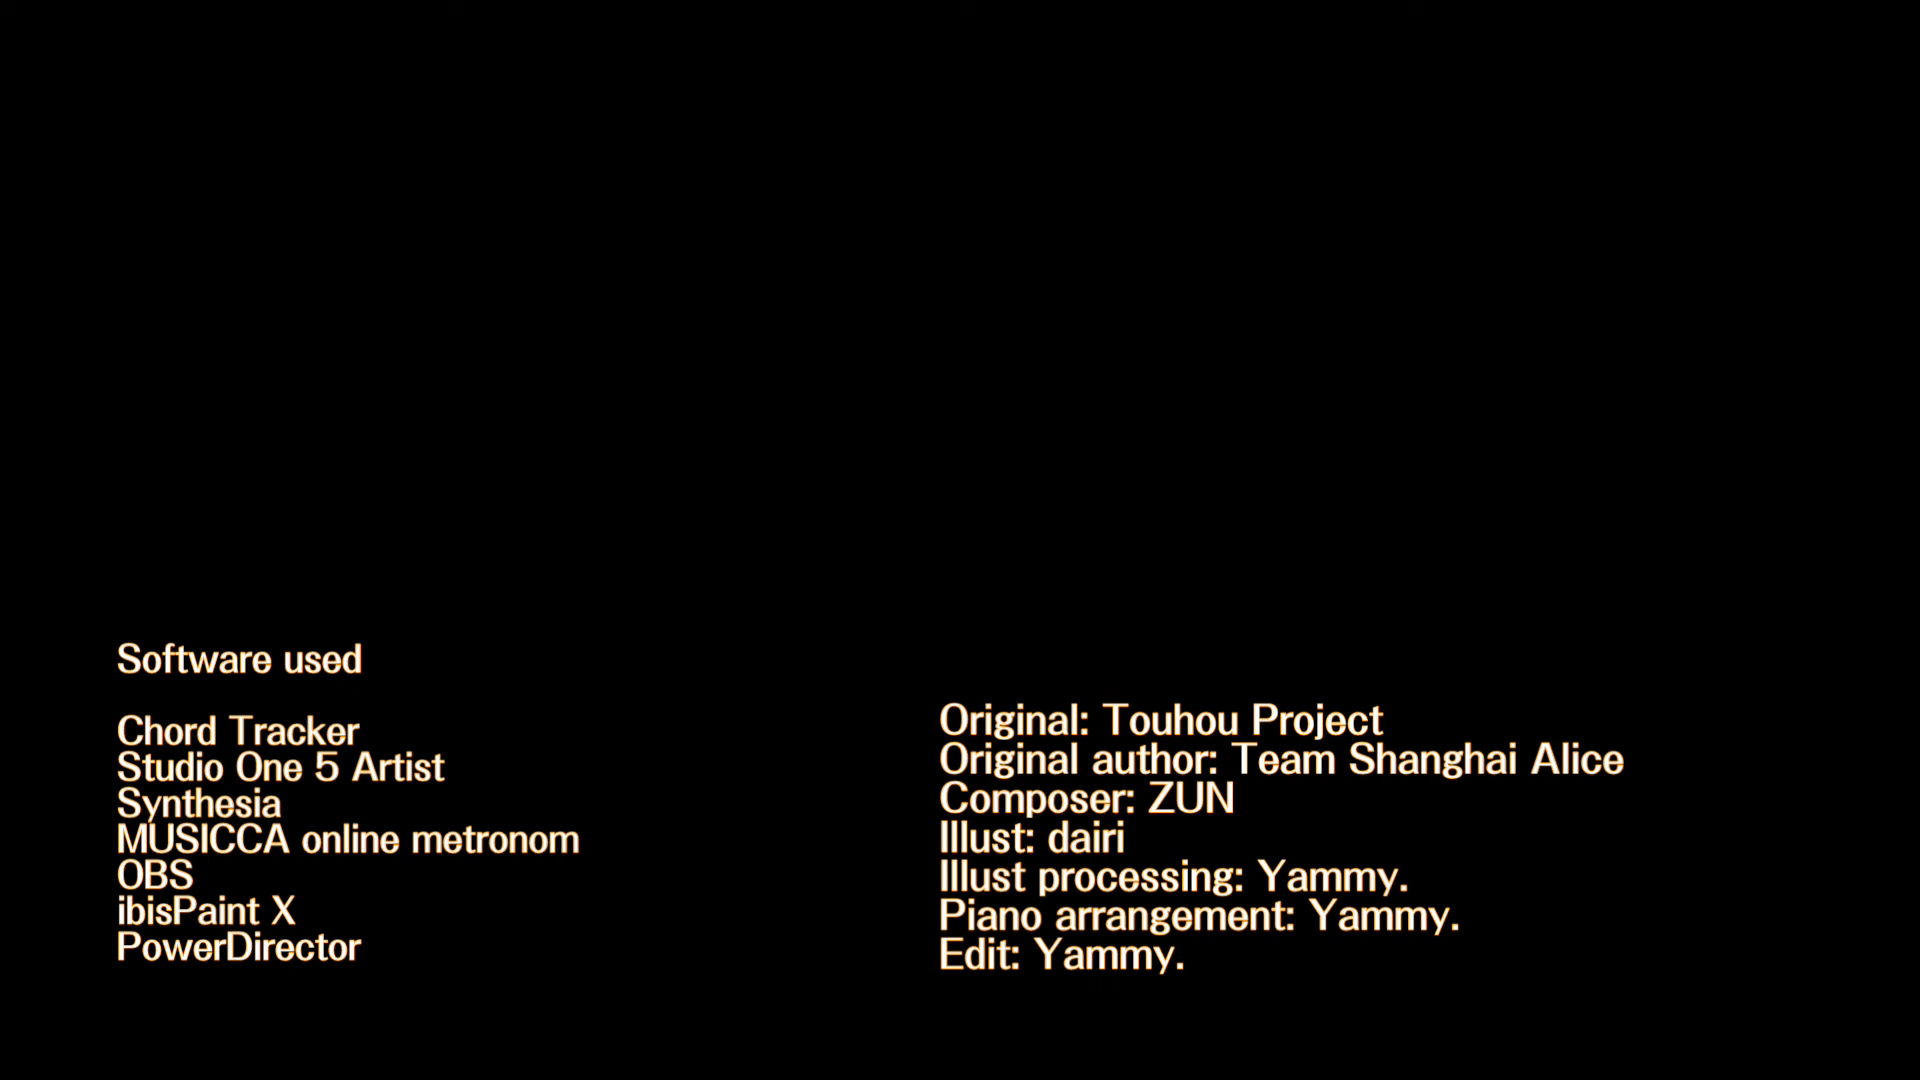 Software used
Chord Tracker
Studio One 5 Artist
Synthesia
MUSICCA online metronom
OBS
ibisPaint X
PowerDirector
Original: Touhou Project
Original author: Team Shanghai Alice
Composer: ZUN
Illust: dairi
Illust processing: Yammy.
Piano arrangement: Yammy.
Edit: Yammy.